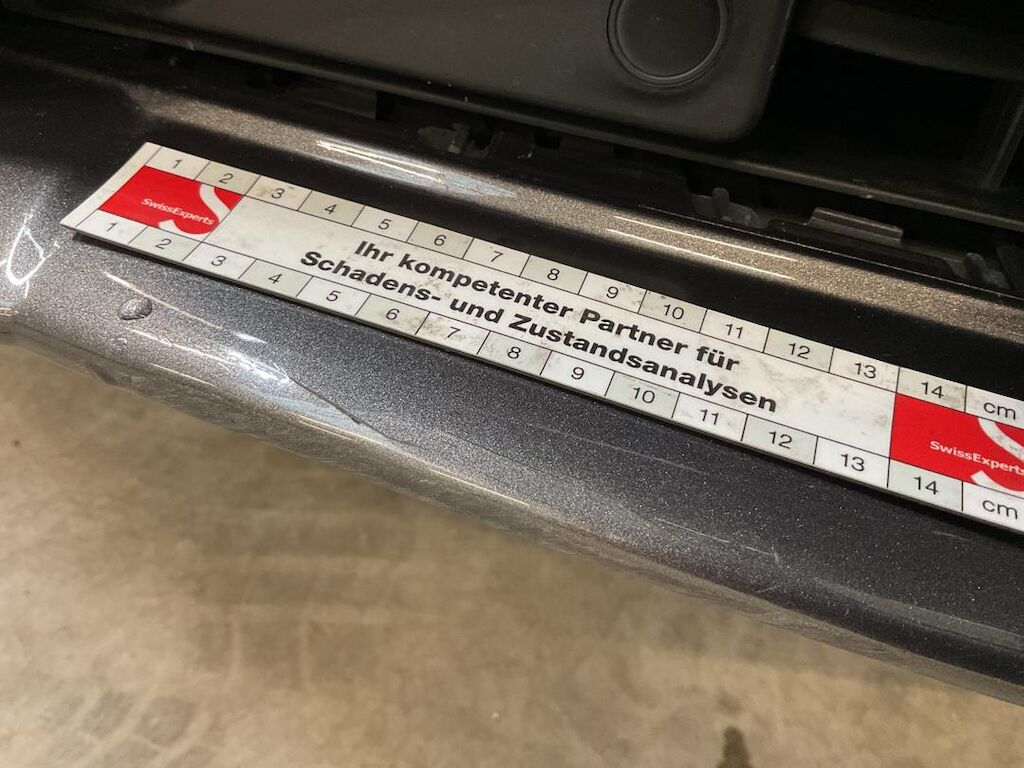 1 2 3 4 5 6 7 8 9 10 11 12 13 14 cm
SwissExperts
Ihr kompetenter Partner für
Schadens- und Zustandsanalysen
SwissExperts
1 2 3 4 5 6 7 8 9 10 11 12 13 14 cm